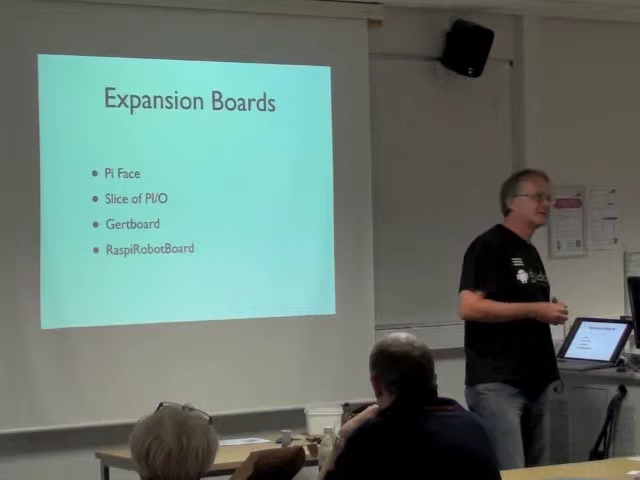 Expansion Boards
• Pi Face
• Slice of PI/O
• Gertboard
• RaspiRobotBoard